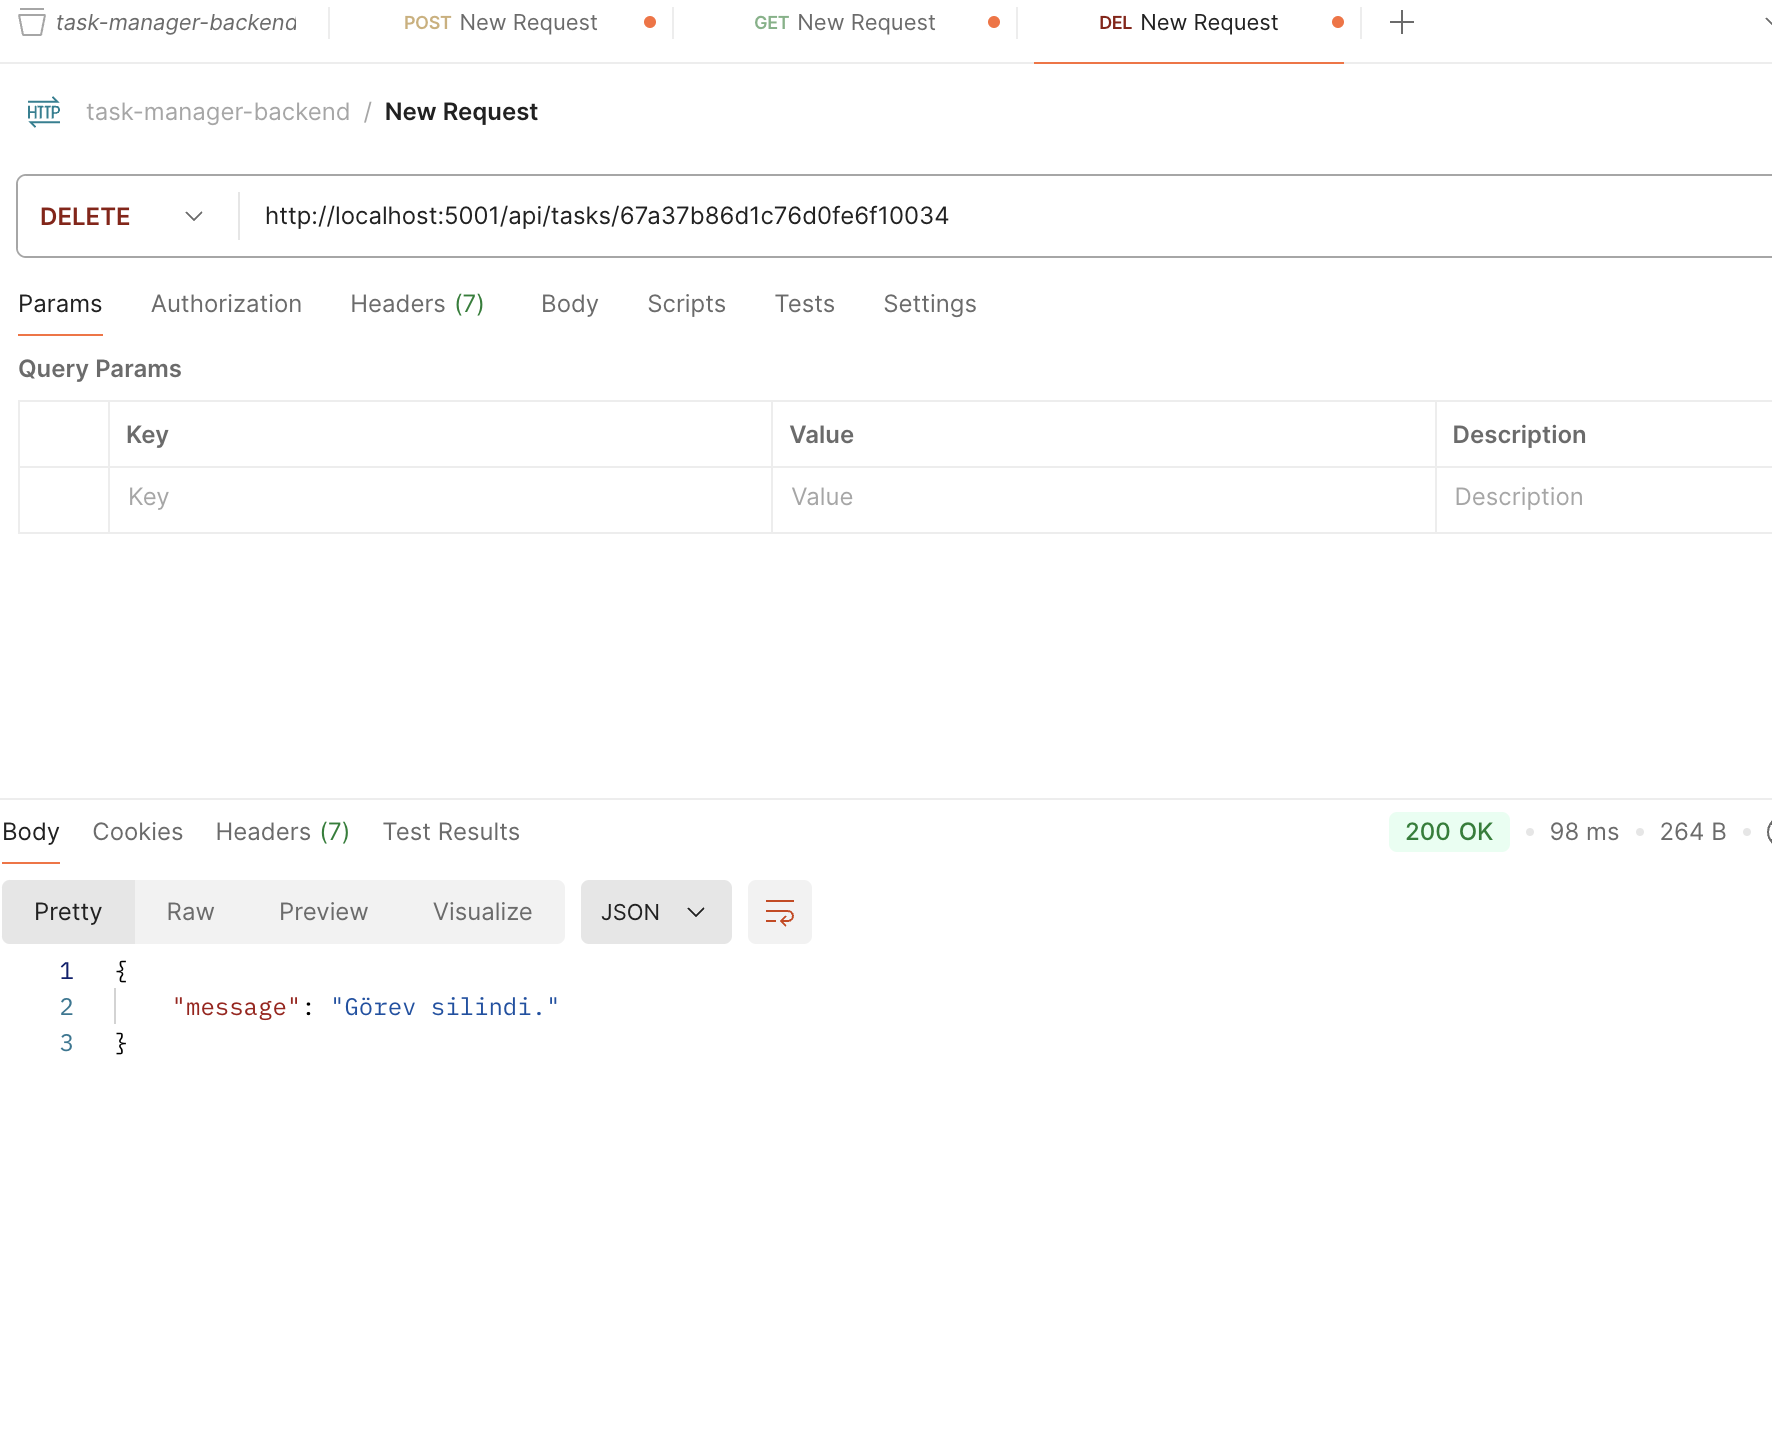 task-manager-backend POST New Request GET New Request DEL New Request
HTTP task-manager-backend / New Request
DELETE http://localhost:5001/api/tasks/67a37b86d1c76d0fe6f10034
Params Authorization Headers (7) Body Scripts Tests Settings
Query Params
Key Value Description
Key Value Description
Body Cookies Headers (7) Test Results 200 OK • 98 ms • 264 B •
Pretty Raw Preview Visualize JSON
1 {
2 "message": "Görev silindi."
3 }